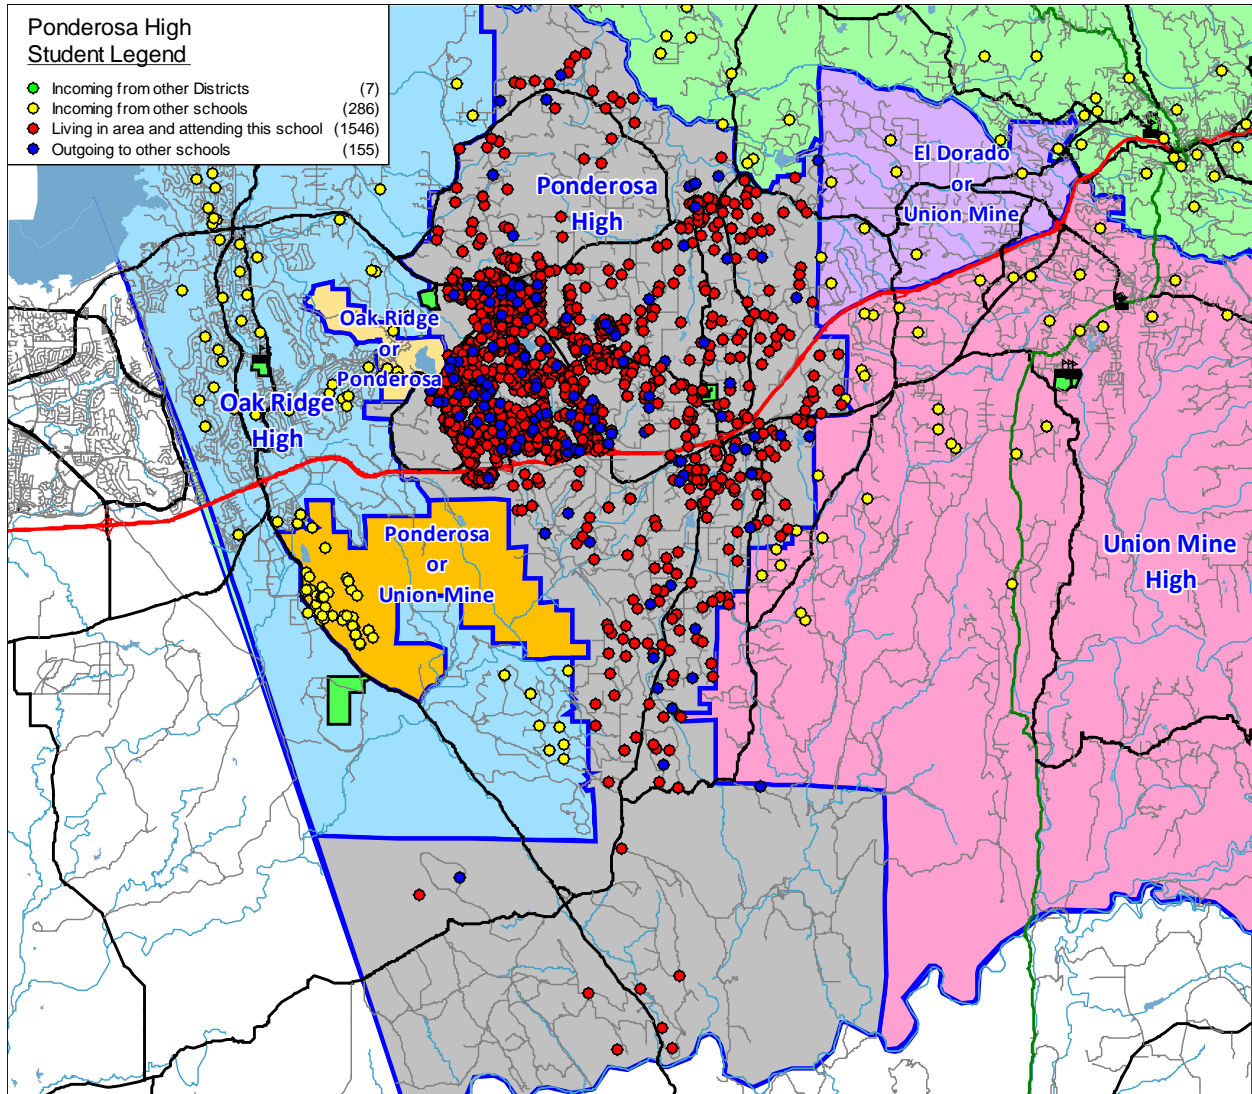 Ponderosa High
Student Legend
Incoming from other Districts (7)
Incoming from other schools (286)
Living in area and attending this school (1546)
Outgoing to other schools (155)
El Dorado
or
Union Mine
Ponderosa
High
Oak Ridge
or
Ponderosa
Oak Ridge
High
Ponderosa
or
Union Mine
Union Mine
High